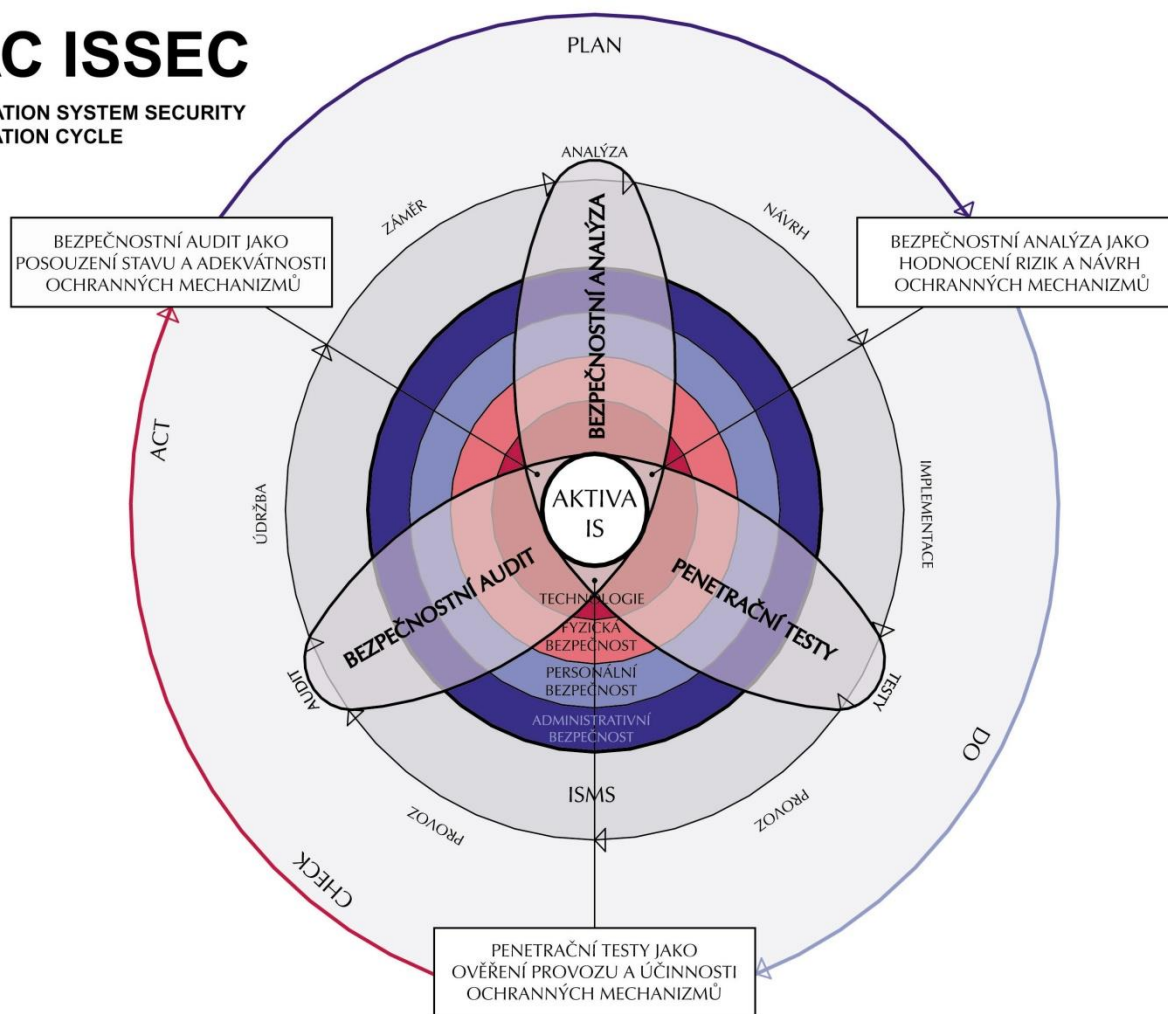 AC ISSEC
ATION SYSTEM SECURITY
ATION CYCLE
PLAN
ANALÝZA
ZÁMĚR
NÁVRH
BEZPEČNOSTNÍ AUDIT JAKO
POSOUZENÍ STAVU A ADEKVÁTNOSTI
OCHRANNÝCH MECHANIZMŮ
BEZPEČNOSTNÍ ANALÝZA JAKO
HODNOCENÍ RIZIK A NÁVRH
OCHRANNÝCH MECHANIZMŮ
BEZPEČNOSTNÍ ANALÝZA
ACT
ÚDRŽBA
AKTIVA
IS
IMPLEMENTACE
BEZPEČNOSTNÍ AUDIT
PENETRAČNÍ TESTY
TECHNOLOGIE
FYZICKÁ
BEZPEČNOST
PERSONÁLNÍ
BEZPEČNOST
ADMINISTRATIVNÍ
BEZPEČNOST
AUDIT
TESTY
DO
ISMS
PROVOZ
PROVOZ
CHECK
PENETRAČNÍ TESTY JAKO
OVĚŘENÍ PROVOZU A ÚČINNOSTI
OCHRANNÝCH MECHANIZMŮ